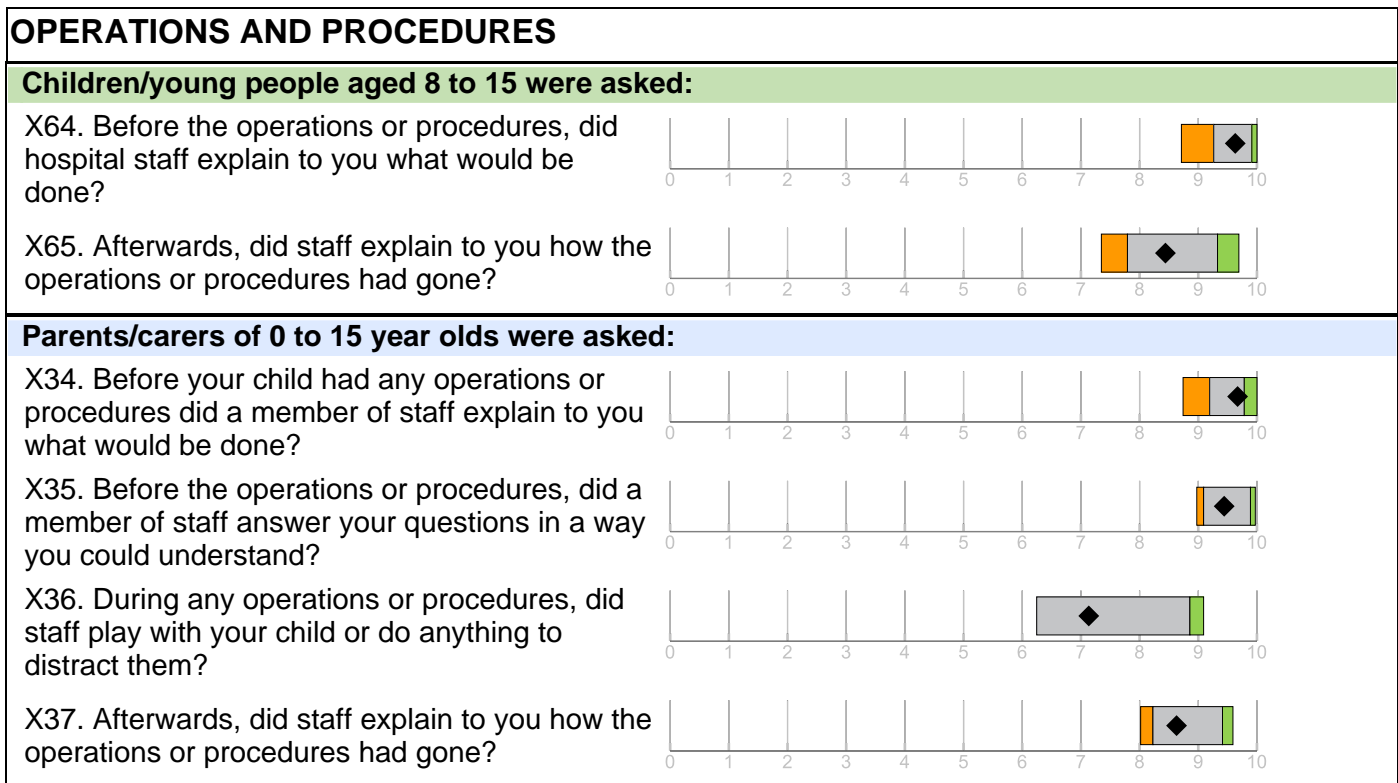 OPERATIONS AND PROCEDURES
Children/young people aged 8 to 15 were asked:
X64. Before the operations or procedures, did
hospital staff explain to you what would be
done?
0 1 2 3 4 5 6 7 8 9 10
X65. Afterwards, did staff explain to you how the
operations or procedures had gone?
0 1 2 3 4 5 6 7 8 9 10
Parents/carers of 0 to 15 year olds were asked:
X34. Before your child had any operations or
procedures did a member of staff explain to you
what would be done?
0 1 2 3 4 5 6 7 8 9 10
X35. Before the operations or procedures, did a
member of staff answer your questions in a way
you could understand?
0 1 2 3 4 5 6 7 8 9 10
X36. During any operations or procedures, did
staff play with your child or do anything to
distract them?
0 1 2 3 4 5 6 7 8 9 10
X37. Afterwards, did staff explain to you how the
operations or procedures had gone?
0 1 2 3 4 5 6 7 8 9 10